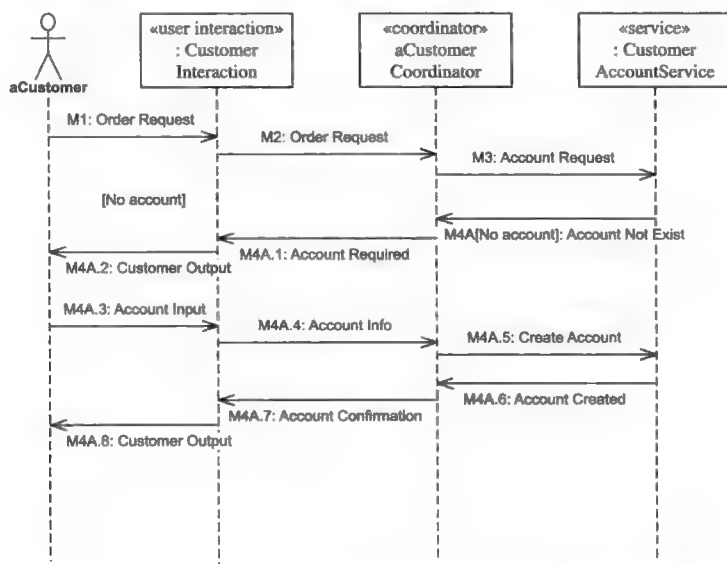 «user interaction»
: Customer
Interaction
«coordinator»
aCustomer
Coordinator
«service»
: Customer
AccountService
aCustomer
M1: Order Request
M2: Order Request
M3: Account Request
[No account]
M4A[No account]: Account Not Exist
M4A.1: Account Required
M4A.2: Customer Output
M4A.3: Account Input
M4A.4: Account Info
M4A.5: Create Account
M4A.6: Account Created
M4A.7: Account Confirmation
M4A.8: Customer Output